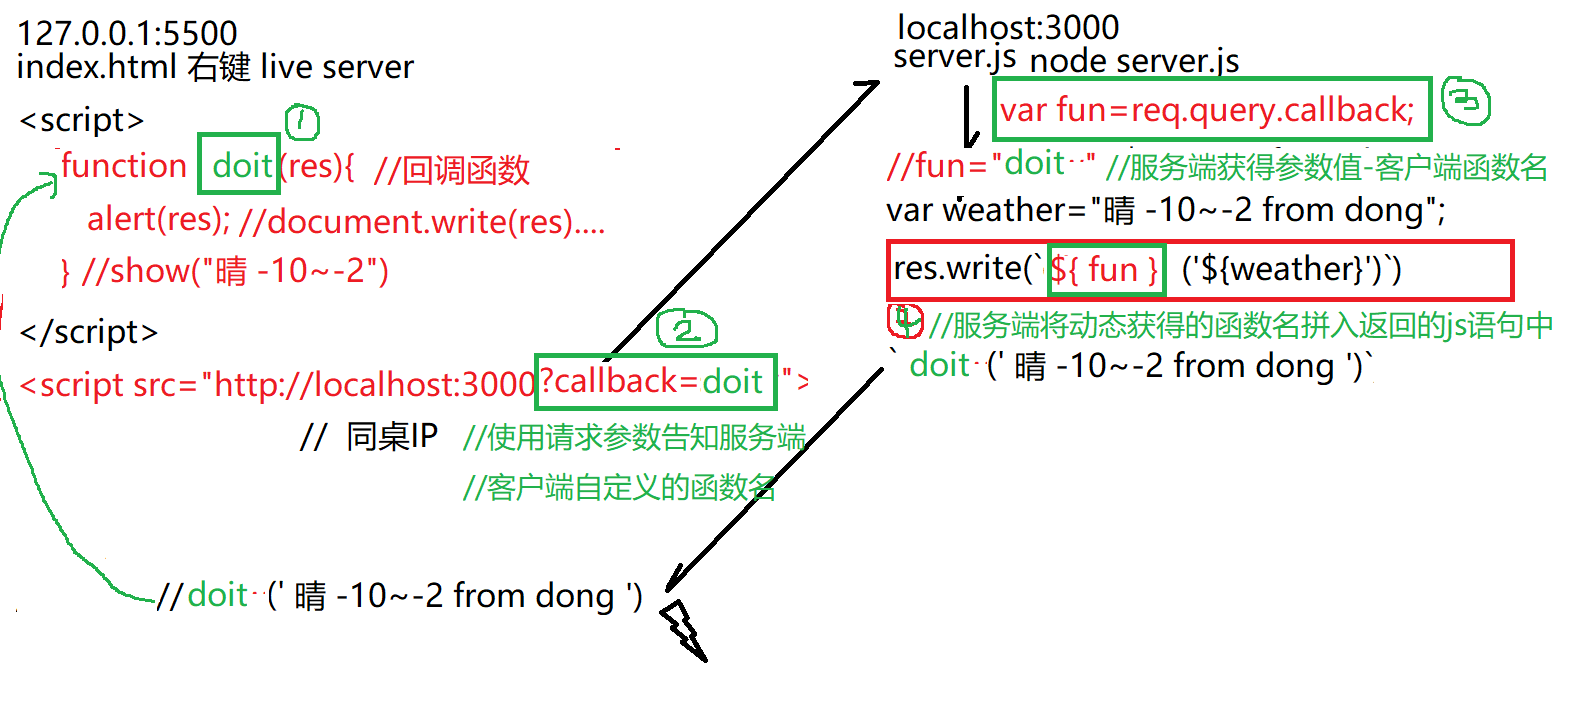 127.0.0.1:5500
index.html 右键 live server
<script>
1
function doit(res){ //回调函数
alert(res); //document.write(res)....
} //show("晴 -10~-2")
</script>
2.
<script src="http://localhost:3000?callback=doit ">
// 同桌IP //使用请求参数告知服务端
//客户端自定义的函数名
//doit (' 晴 -10~-2 from dong ')
localhost:3000
server.js node server.js
var fun=req.query.callback;
3
//fun="doit " //服务端获得参数值-客户端函数名
var weather="晴 -10~-2 from dong";
res.write(`${ fun } ('${weather}')`)
4 //服务端将动态获得的函数名拼入返回的js语句中
` doit (' 晴 -10~-2 from dong ')`